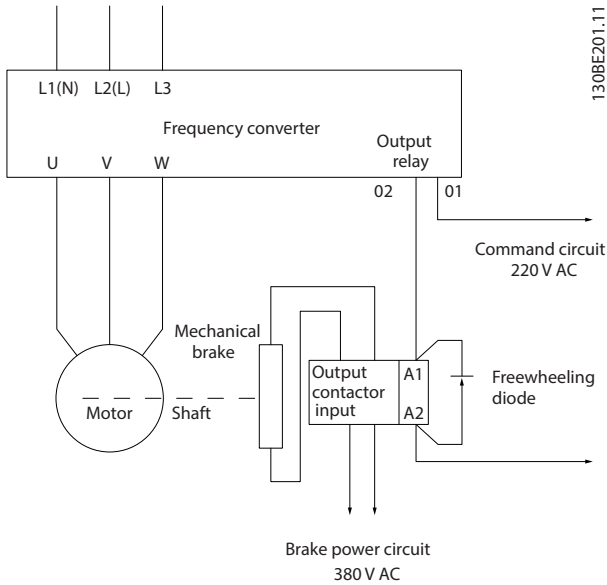 130BE201.11
L1(N) L2(L) L3
Frequency converter
Output
relay
U V W
02 01
Command circuit
220 V AC
Mechanical
brake
Output
contactor
input
A1
A2
Freewheeling
diode
Motor
Shaft
Brake power circuit
380 V AC